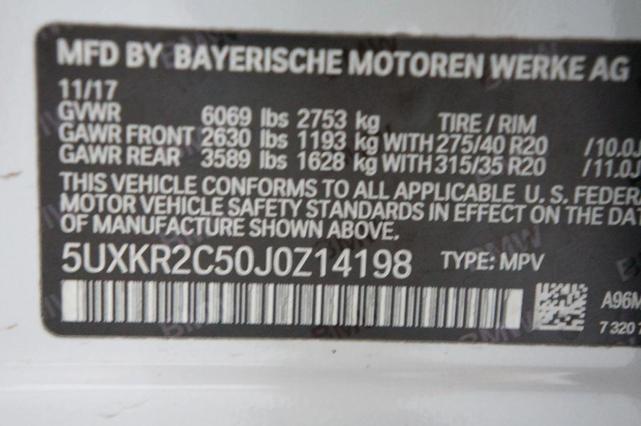 MFD BY BAYERISCHE MOTOREN WERKE AG
11/17
GVWR 6069 lbs 2753 kg TIRE / RIM
GAWR FRONT 2630 lbs 1193 kg WITH 275/40 R20 /10.0J
GAWR REAR 3589 lbs 1628 kg WITH 315/35 R20 /11.0J
THIS VEHICLE CONFORMS TO ALL APPLICABLE U. S. FEDER
MOTOR VEHICLE SAFETY STANDARDS IN EFFECT ON THE D
OF MANUFACTURE SHOWN ABOVE.
5UXKR2C50J0Z14198 TYPE: MPV
A96M
7 320 7